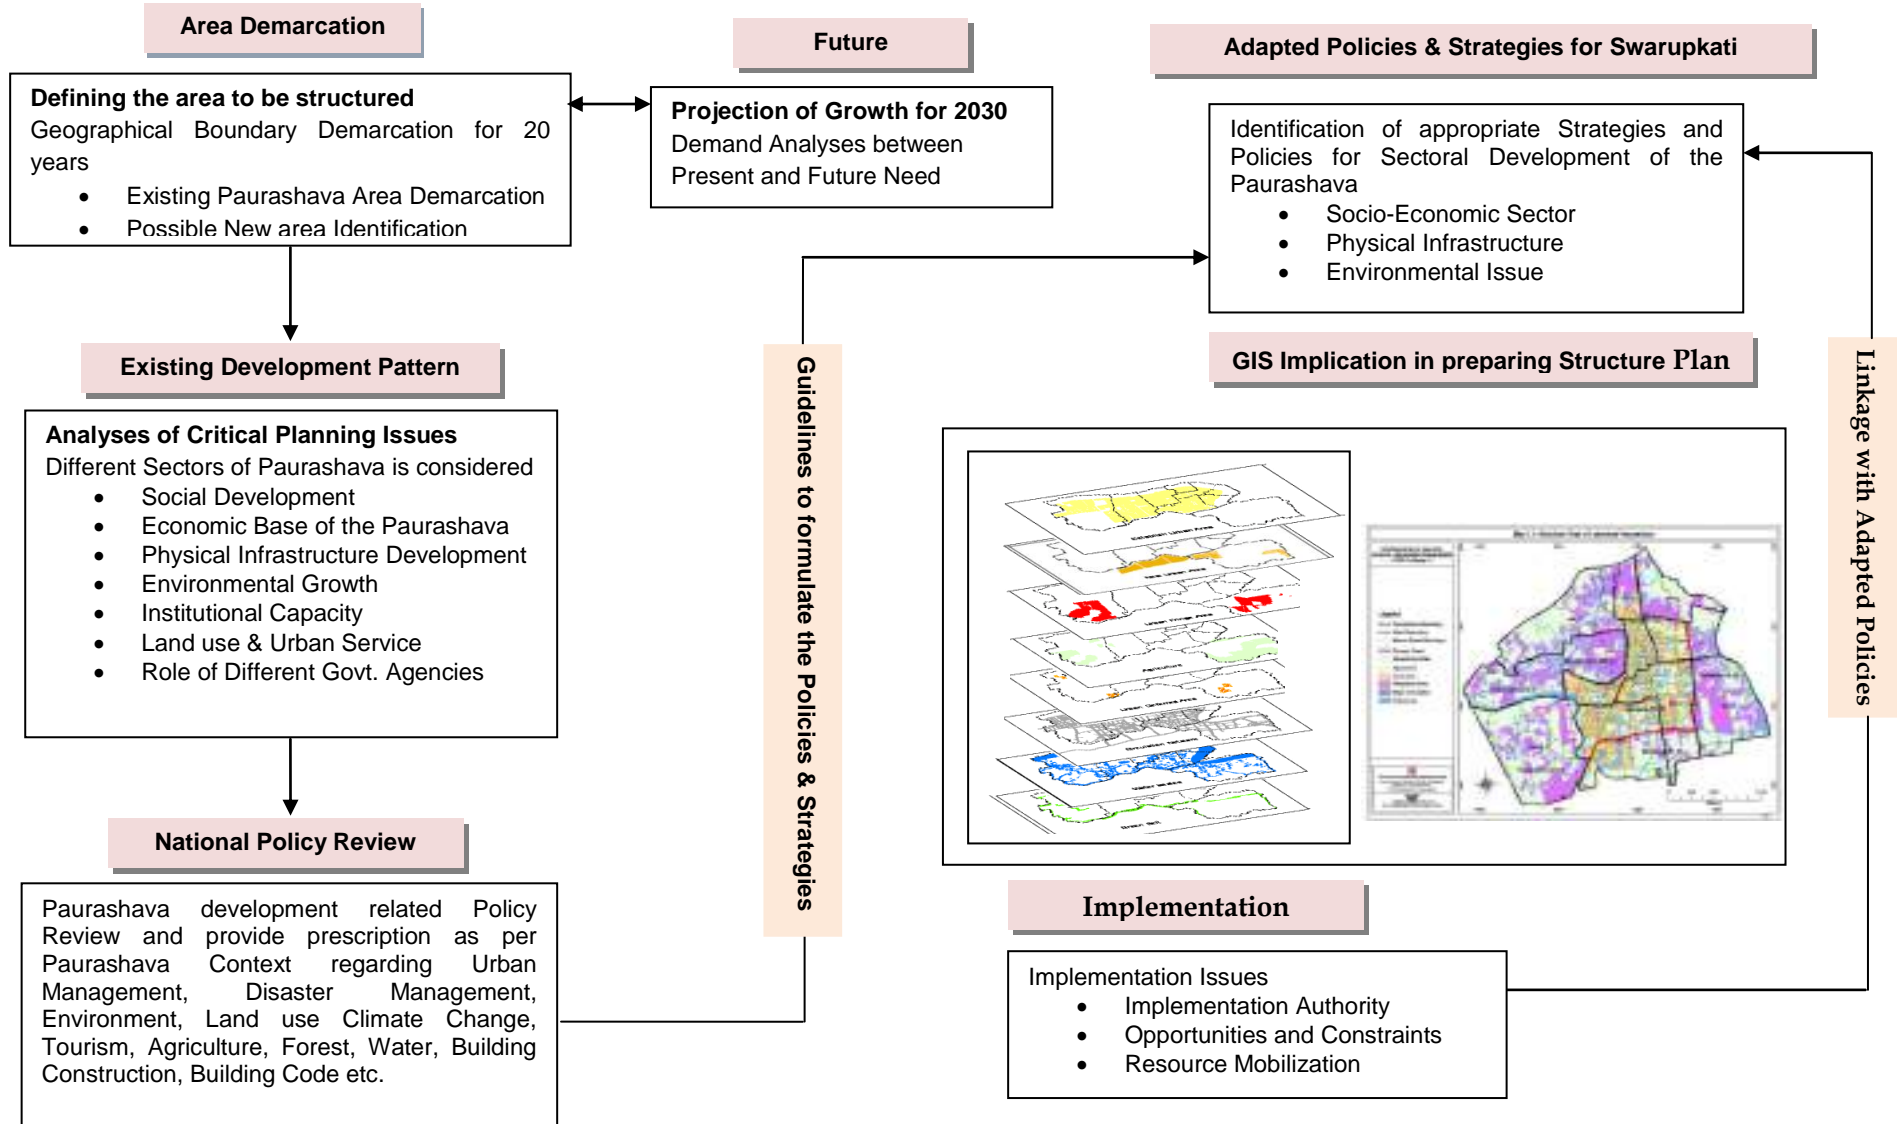 Area Demarcation
Defining the area to be structured
Geographical Boundary Demarcation for 20
years
• Existing Paurashava Area Demarcation
• Possible New area Identification
Future
Projection of Growth for 2030
Demand Analyses between
Present and Future Need
Adapted Policies & Strategies for Swarupkati
Identification of appropriate Strategies and
Policies for Sectoral Development of the
Paurashava
• Socio-Economic Sector
• Physical Infrastructure
• Environmental Issue
Existing Development Pattern
Analyses of Critical Planning Issues
Different Sectors of Paurashava is considered
• Social Development
• Economic Base of the Paurashava
• Physical Infrastructure Development
• Environmental Growth
• Institutional Capacity
• Land use & Urban Service
• Role of Different Govt. Agencies
National Policy Review
Paurashava development related Policy
Review and provide prescription as per
Paurashava Context regarding Urban
Management, Disaster Management,
Environment, Land use Climate Change,
Tourism, Agriculture, Forest, Water, Building
Construction, Building Code etc.
Guidelines to formulate the Policies & Strategies
GIS Implication in preparing Structure Plan
Agriculture
Linkage with Adapted Policies
Implementation
Implementation Issues
• Implementation Authority
• Opportunities and Constraints
• Resource Mobilization